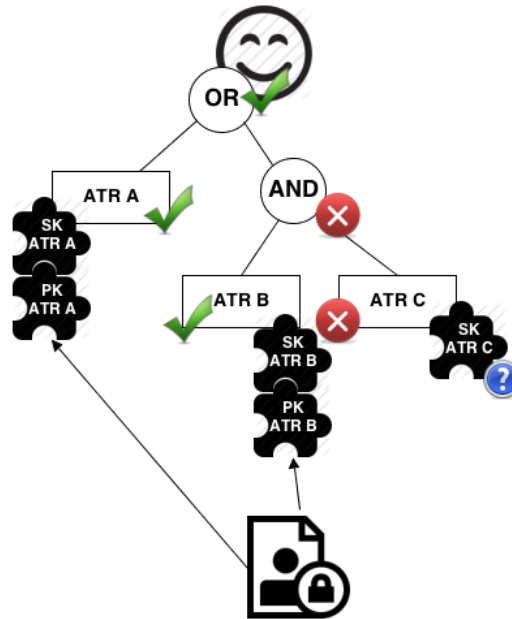 OR
ATR A
AND
SK
ATR A
PK
ATR A
ATR B
ATR C
SK
ATR B
SK
ATR C
PK
ATR B
?